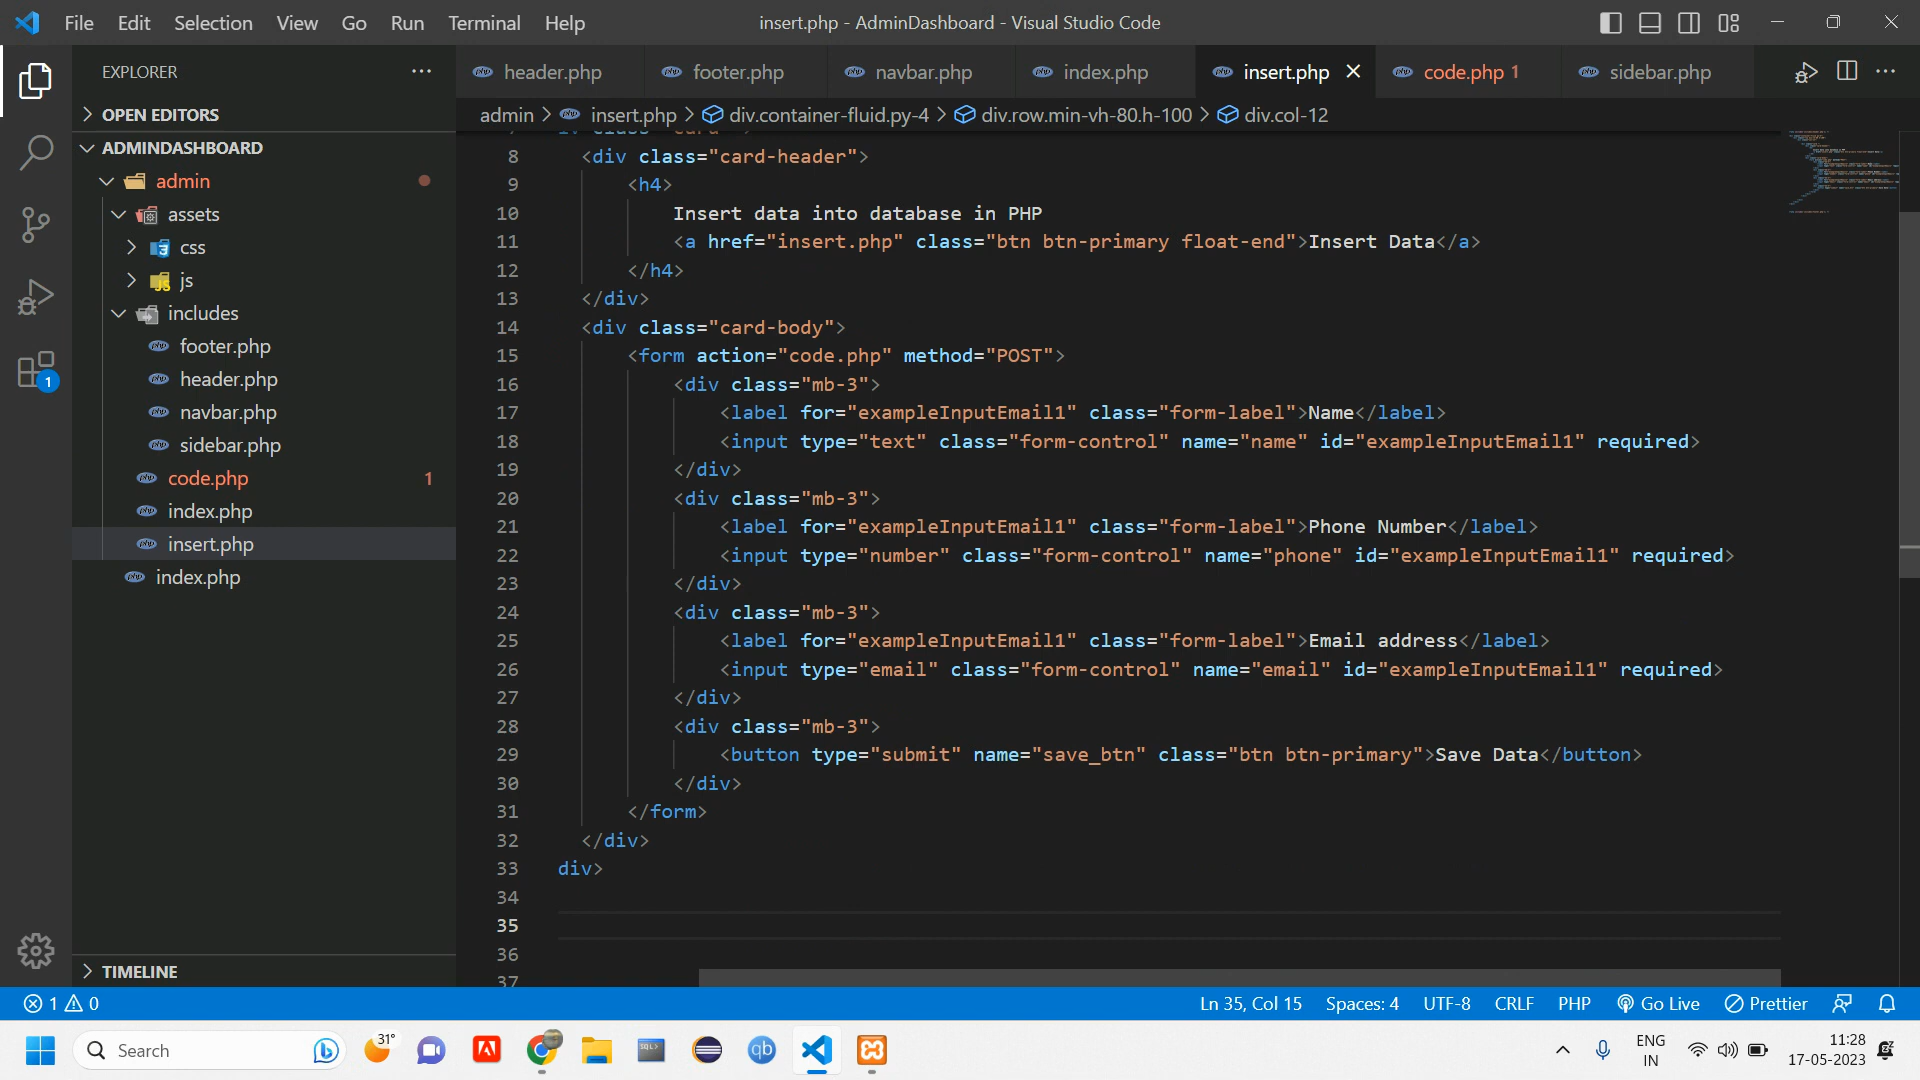 File Edit Selection View Go Run Terminal Help insert.php - AdminDashboard - Visual Studio Code
EXPLORER
header.php footer.php navbar.php index.php insert.php code.php 1 sidebar.php
OPEN EDITORS
admin > insert.php > div.container-fluid.py-4 > div.row.min-vh-80.h-100 > div.col-12
ADMINDASHBOARD
admin
assets
css
js
includes
footer.php
header.php
navbar.php
sidebar.php
code.php 1
index.php
insert.php
index.php
TIMELINE
8 <div class="card-header">
9 <h4>
10 Insert data into database in PHP
11 <a href="insert.php" class="btn btn-primary float-end">Insert Data</a>
12 </h4>
13 </div>
14 <div class="card-body">
15 <form action="code.php" method="POST">
16 <div class="mb-3">
17 <label for="exampleInputEmail1" class="form-label">Name</label>
18 <input type="text" class="form-control" name="name" id="exampleInputEmail1" required>
19 </div>
20 <div class="mb-3">
21 <label for="exampleInputEmail1" class="form-label">Phone Number</label>
22 <input type="number" class="form-control" name="phone" id="exampleInputEmail1" required>
23 </div>
24 <div class="mb-3">
25 <label for="exampleInputEmail1" class="form-label">Email address</label>
26 <input type="email" class="form-control" name="email" id="exampleInputEmail1" required>
27 </div>
28 <div class="mb-3">
29 <button type="submit" name="save_btn" class="btn btn-primary">Save Data</button>
30 </div>
31 </form>
32 </div>
33 div>
34
35
36
37
1
1 0 Ln 35, Col 15 Spaces: 4 UTF-8 CRLF PHP Go Live Prettier
Search 31° SQL> qb ENG 11:28
IN 17-05-2023